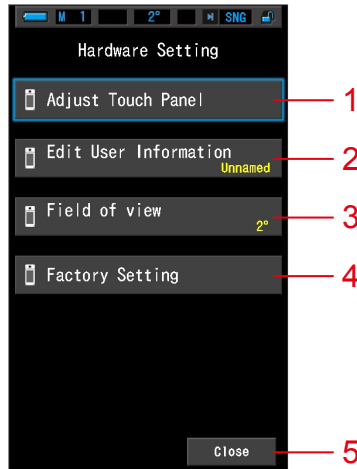 M 1 2° SNG
Hardware Setting
Adjust Touch Panel 1
Edit User Information 2
Unnamed
Field of view 3
2°
Factory Setting 4
Close 5